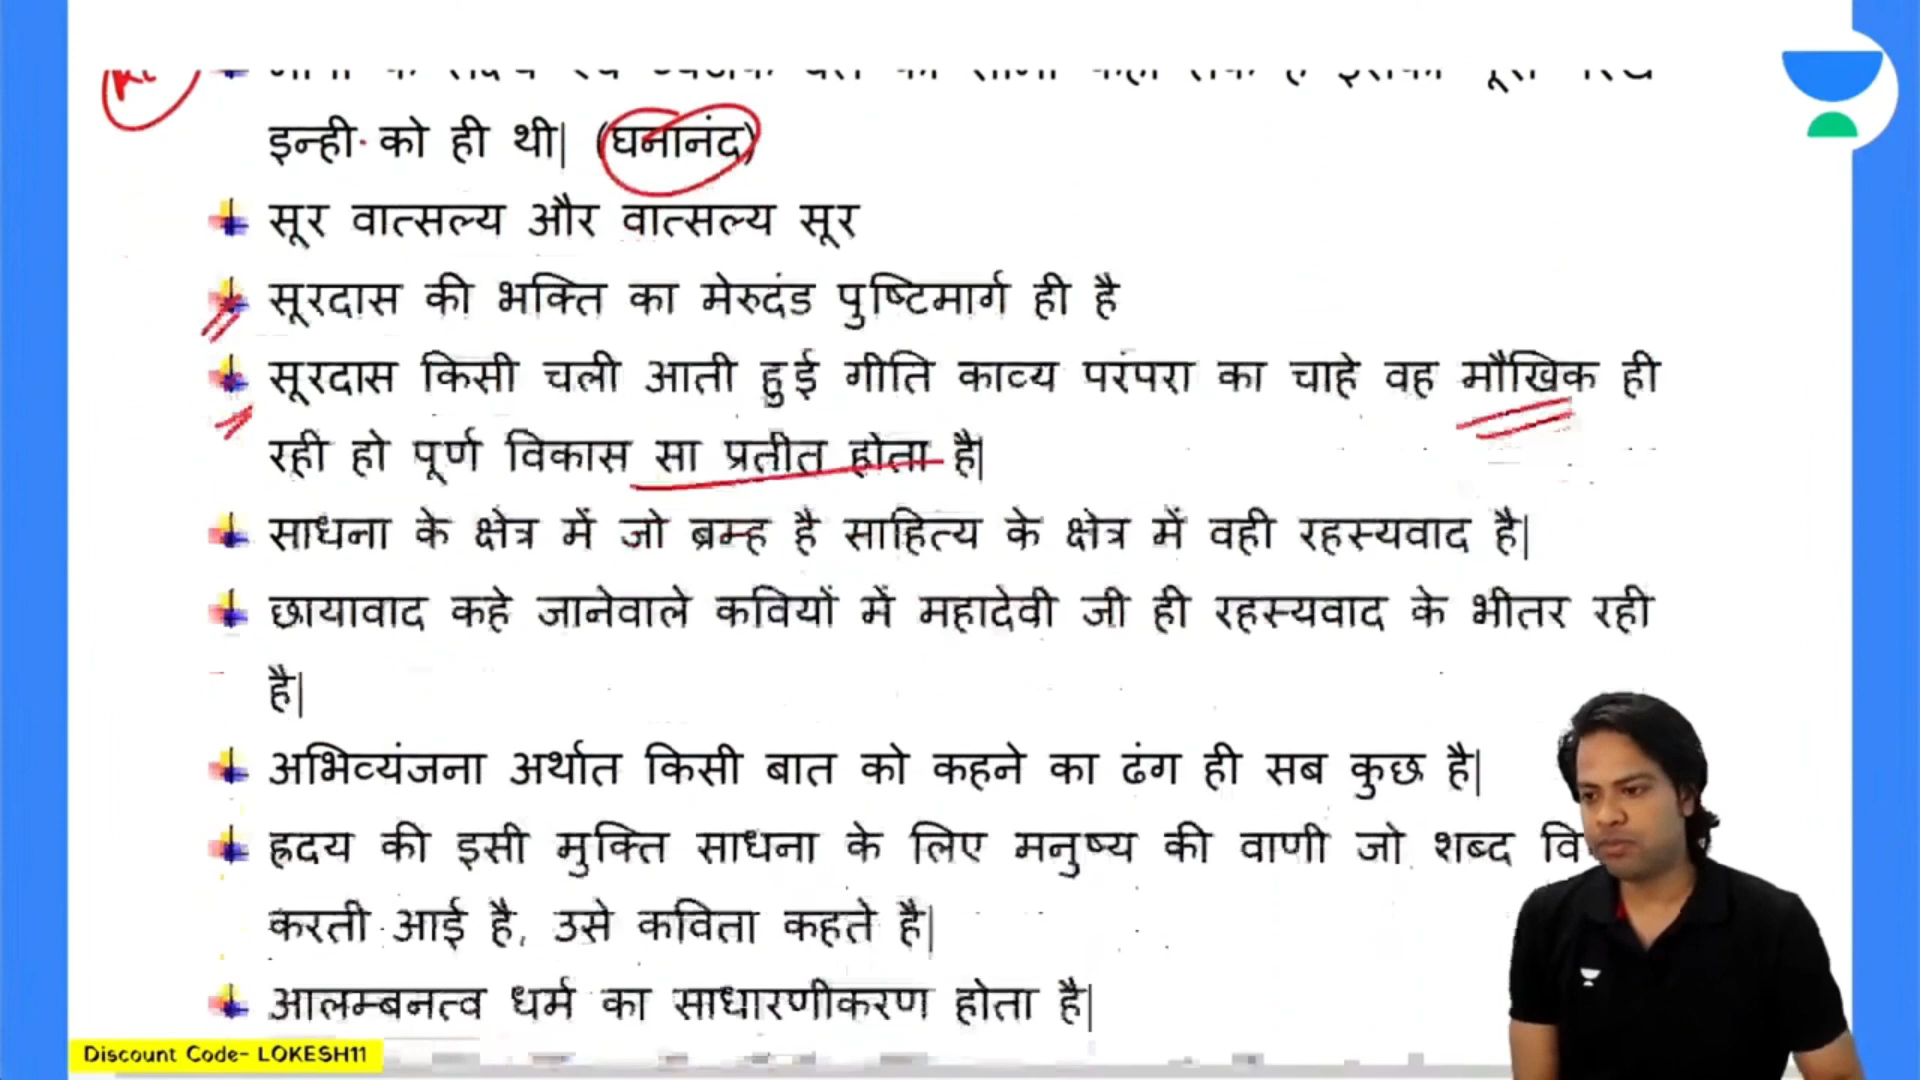 इन्ही को ही थी| (घनानंद)
सूर वात्सल्य और वात्सल्य सूर
सूरदास की भक्ति का मेरुदंड पुष्टिमार्ग ही है
सूरदास किसी चली आती हुई गीति काव्य परंपरा का चाहे वह मौखिक ही
रही हो पूर्ण विकास सा प्रतीत होता है|
साधना के क्षेत्र में जो ब्रम्ह है साहित्य के क्षेत्र में वही रहस्यवाद है|
छायावाद कहे जानेवाले कवियों में महादेवी जी ही रहस्यवाद के भीतर रही
है|
अभिव्यंजना अर्थात किसी बात को कहने का ढंग ही सब कुछ है|
ह्रदय की इसी मुक्ति साधना के लिए मनुष्य की वाणी जो शब्द
करती आई है, उसे कविता कहते है|
आलम्बनत्व धर्म का साधारणीकरण होता है|
Discount Code- LOKESH11